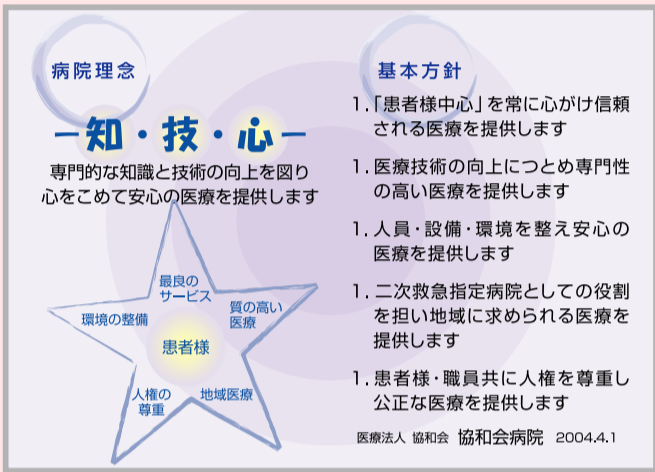 病院理念
－知・技・心－
専門的な知識と技術の向上を図り
心をこめて安心の医療を提供します
最良の
サービス
質の高い
医療
環境の整備
患者様
人権の
尊重
地域医療
基本方針
1.「患者様中心」を常に心がけ信頼
される医療を提供します
1.医療技術の向上につとめ専門性
の高い医療を提供します
1.人員・設備・環境を整え安心の
医療を提供します
1.二次救急指定病院としての役割
を担い地域に求められる医療を
提供します
1.患者様・職員共に人権を尊重し
公正な医療を提供します
医療法人 協和会 協和会病院 2004.4.1